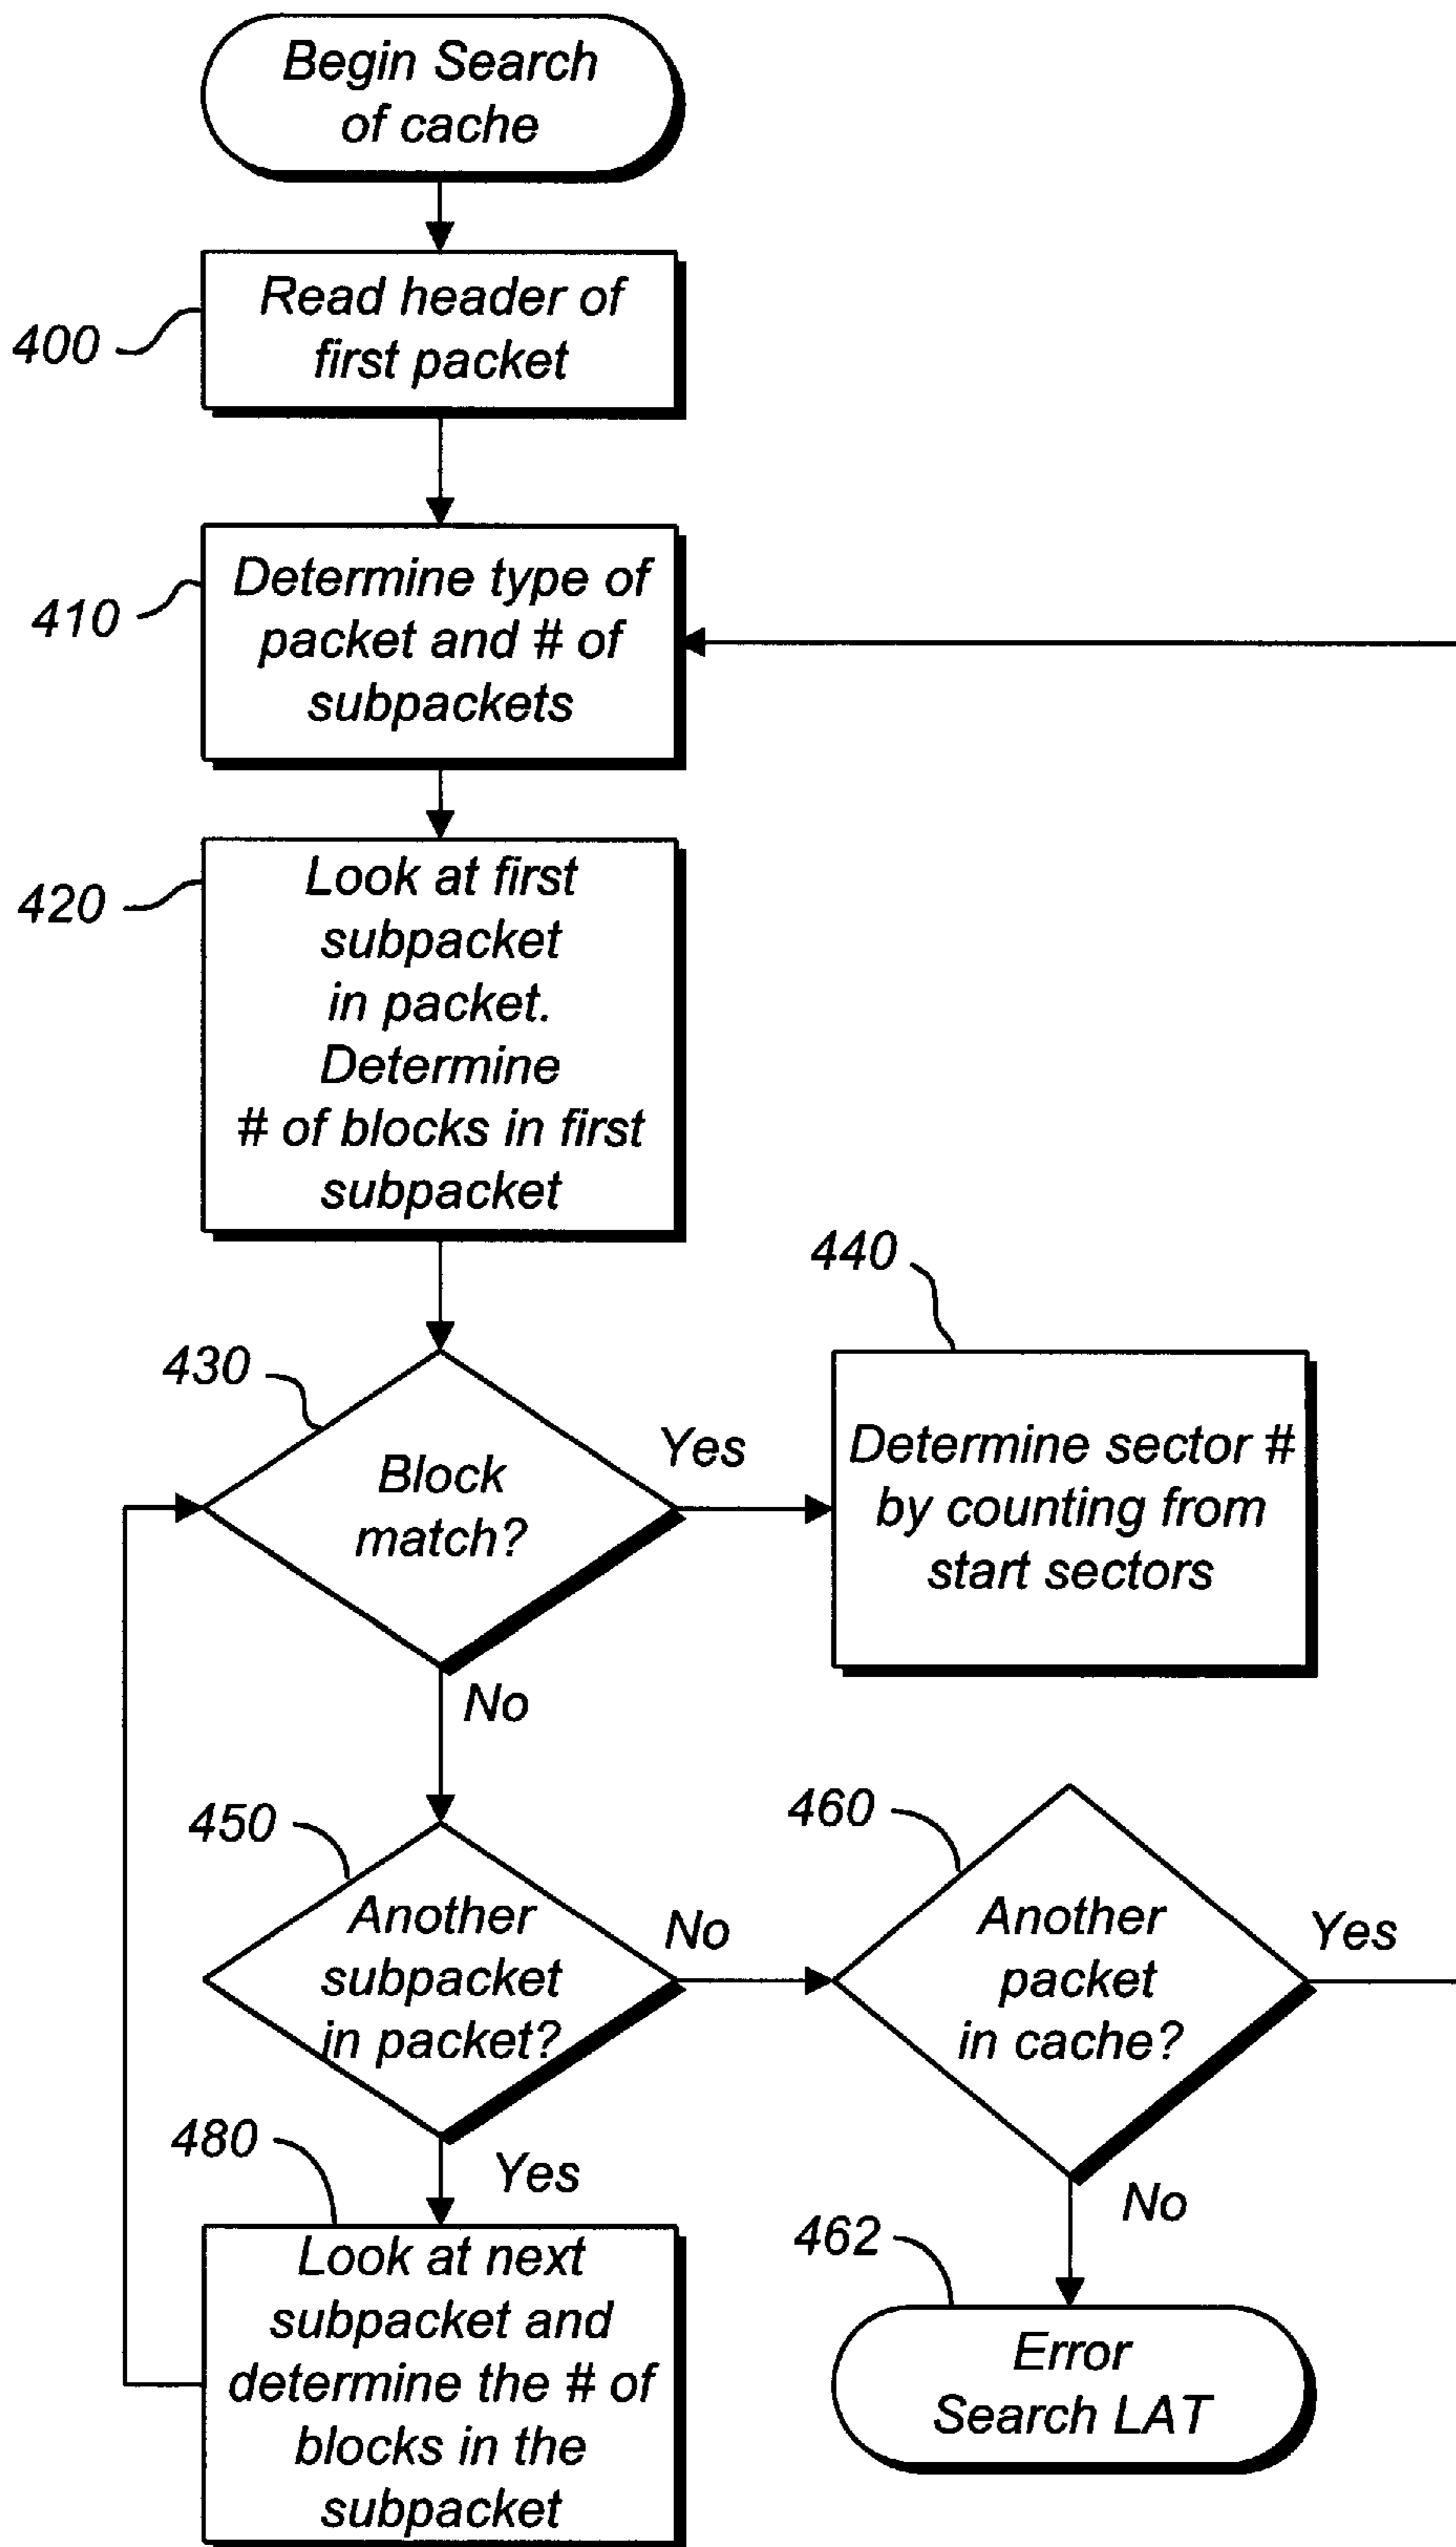 Begin Search
of cache
400
Read header of
first packet
410
Determine type of
packet and # of
subpackets
420
Look at first
subpacket
in packet.
Determine
# of blocks in first
subpacket
430
Block
match?
Yes
440
Determine sector #
by counting from
start sectors
No
450
Another
subpacket
in packet?
No
460
Another
packet
in cache?
Yes
480
Yes
Look at next
subpacket and
determine the # of
blocks in the
subpacket
No
462
Error
Search LAT